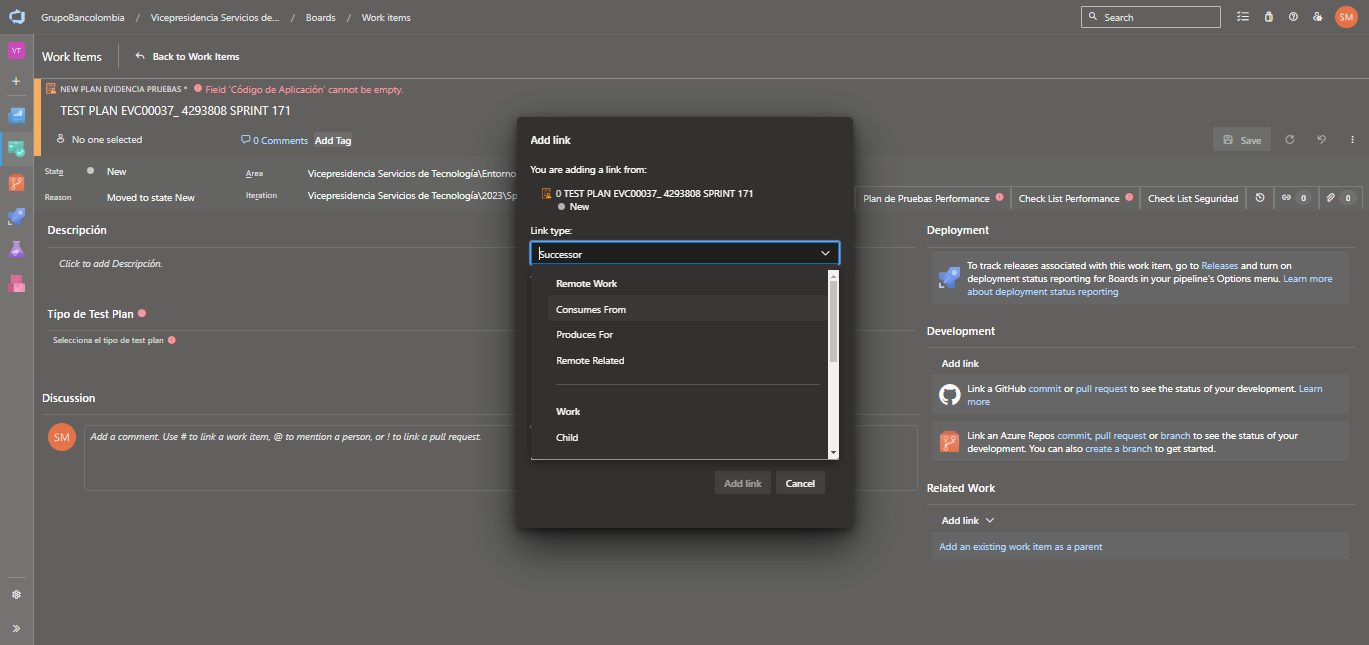 GrupoBancolombia / Vicepresidencia Servicios de... / Boards / Work items
Search
SM
VT
Work Items
Back to Work Items
NEW PLAN EVIDENCIA PRUEBAS * Field 'Código de Aplicación' cannot be empty.
TEST PLAN EVC00037_ 4293808 SPRINT 171
No one selected
0 Comments
Add Tag
Save
State
New
Area
Vicepresidencia Servicios de Tecnología\Entorno
Reason
Moved to state New
Iteration
Vicepresidencia Servicios de Tecnología\2023\Sp
Plan de Pruebas Performance
Check List Performance
Check List Seguridad
0
0
Descripción
Click to add Descripción.
Tipo de Test Plan
Selecciona el tipo de test plan
Discussion
SM
Add a comment. Use # to link a work item, @ to mention a person, or ! to link a pull request.
Add link
You are adding a link from:
0 TEST PLAN EVC00037_ 4293808 SPRINT 171
New
Link type:
Successor
Remote Work
Consumes From
Produces For
Remote Related
Work
Child
Add link
Cancel
Deployment
To track releases associated with this work item, go to Releases and turn on
deployment status reporting for Boards in your pipeline's Options menu. Learn more
about deployment status reporting
Development
Add link
Link a GitHub commit or pull request to see the status of your development. Learn
more
Link an Azure Repos commit, pull request or branch to see the status of your
development. You can also create a branch to get started.
Related Work
Add link
Add an existing work item as a parent